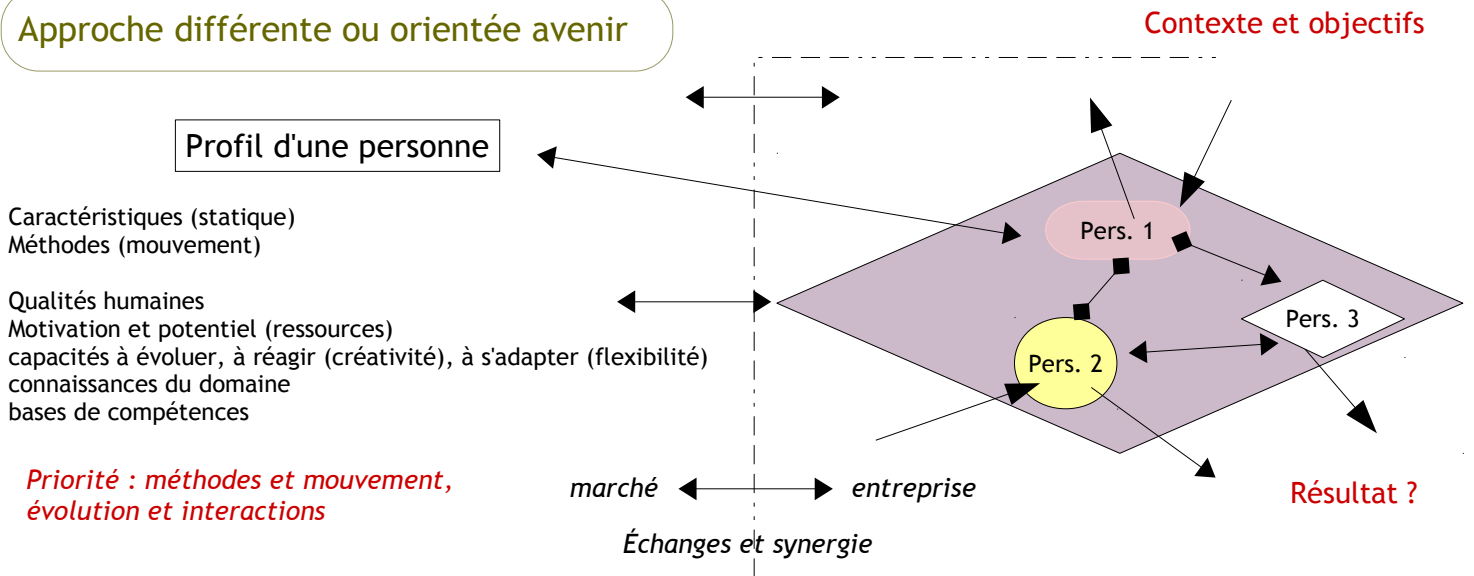 Approche différente ou orientée avenir
Contexte et objectifs
Profil d'une personne
Caractéristiques (statique)
Méthodes (mouvement)
Qualités humaines
Motivation et potentiel (ressources)
capacités à évoluer, à réagir (créativité), à s'adapter (flexibilité)
connaissances du domaine
bases de compétences
Priorité : méthodes et mouvement,
évolution et interactions
Pers. 1
Pers. 3
Pers. 2
marché
entreprise
Échanges et synergie
Résultat ?